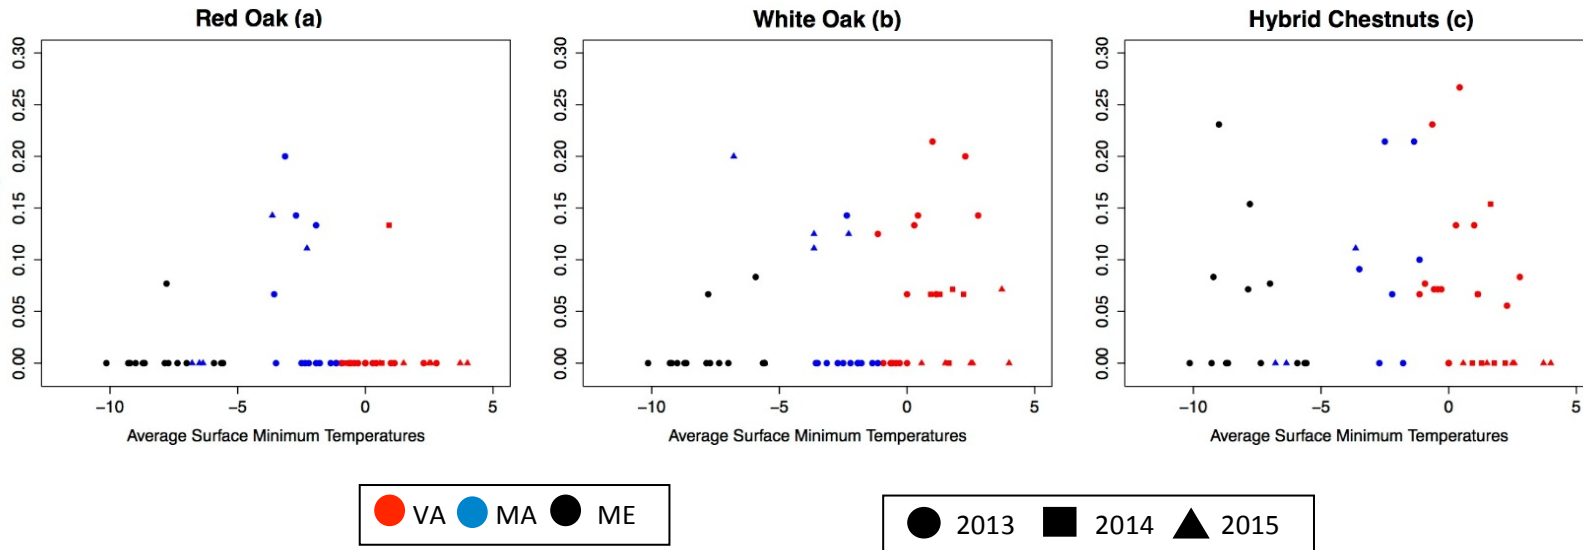 Red Oak (a)
0.30
0.25
0.20
0.15
0.10
0.05
0.00
−10 −5 0 5
Average Surface Minimum Temperatures
White Oak (b)
0.30
0.25
0.20
0.15
0.10
0.05
0.00
−10 −5 0 5
Average Surface Minimum Temperatures
Hybrid Chestnuts (c)
0.30
0.25
0.20
0.15
0.10
0.05
0.00
−10 −5 0 5
Average Surface Minimum Temperatures
VA MA ME
2013 2014 2015